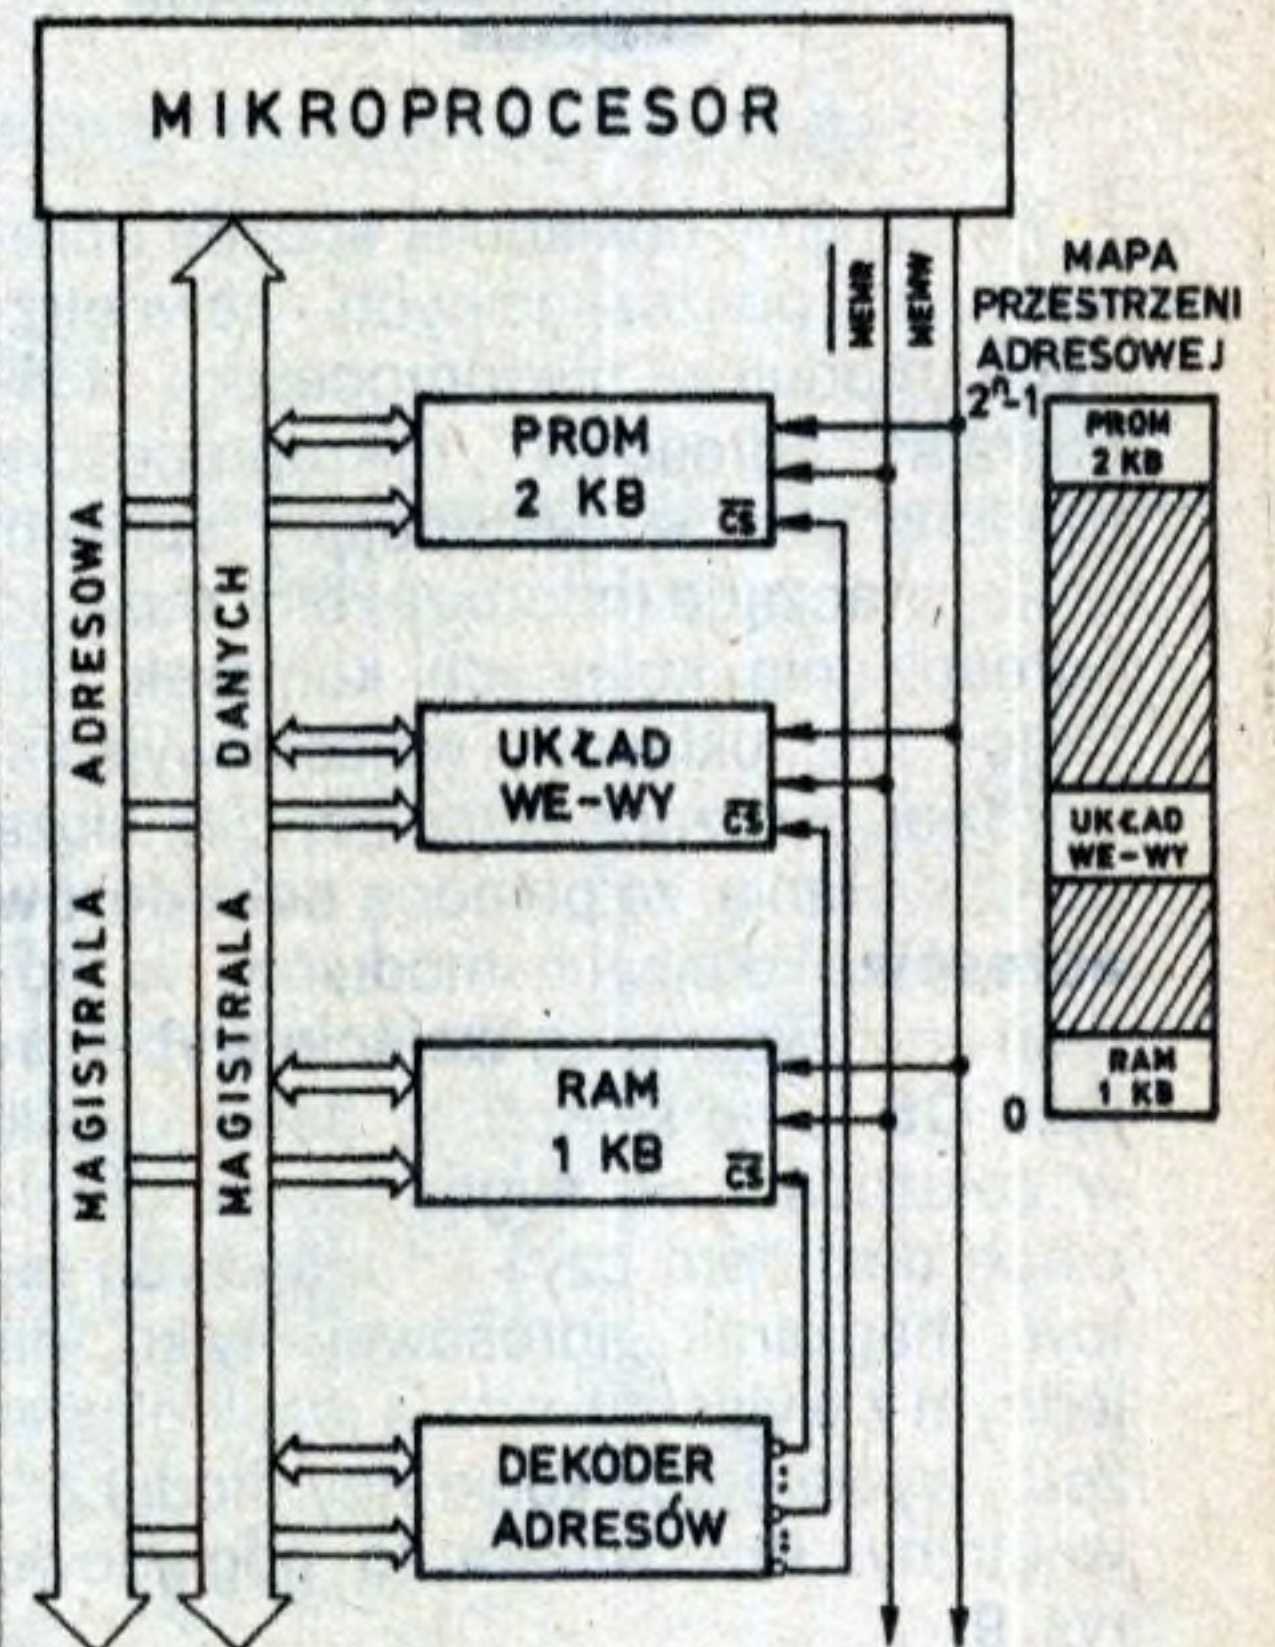 MIKROPROCESOR
MEMR
MEMW
MAPA
PRZESTRZENI
ADRESOWEJ
2ⁿ-1
PROM
2 KB
PROM
2 KB
CS
MAGISTRALA ADRESOWA
MAGISTRALA DANYCH
UKŁAD
WE-WY
CS
UKŁAD
WE-WY
RAM
1 KB
CS
RAM
1 KB
0
DEKODER
ADRESÓW